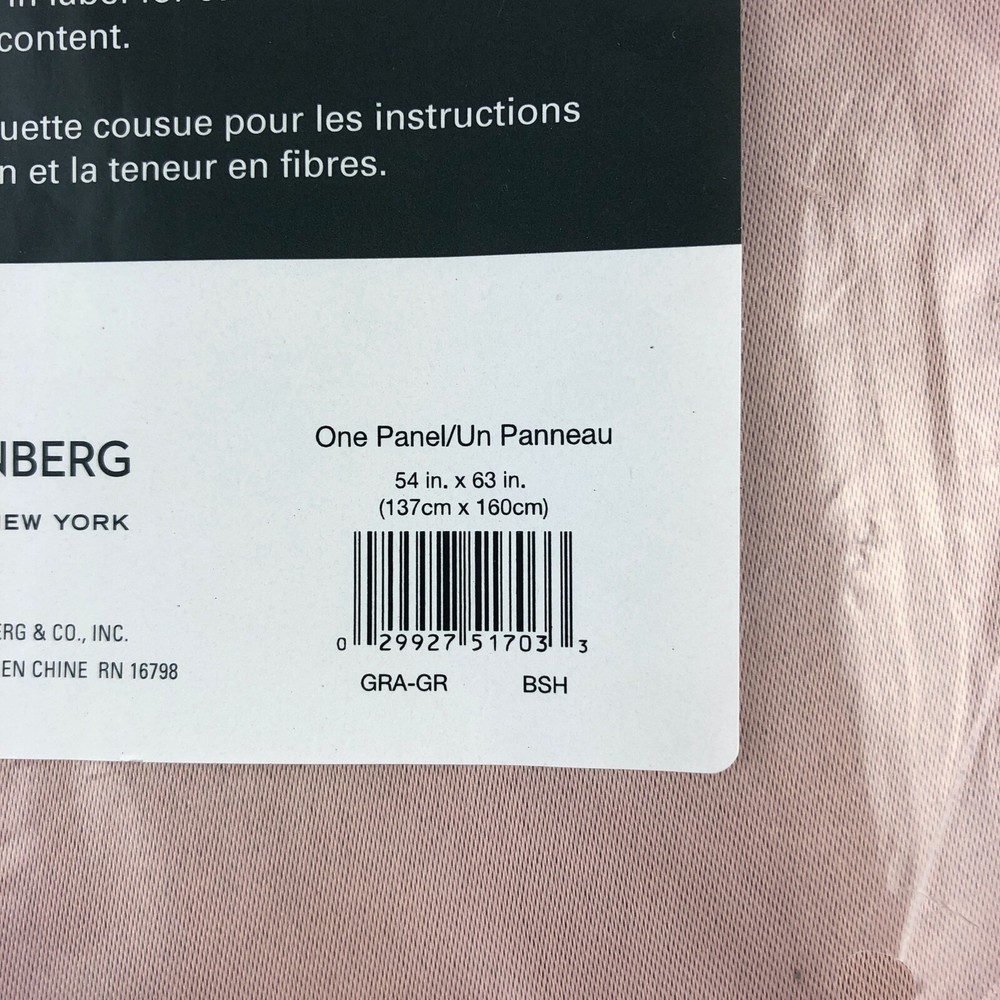 content.
uette cousue pour les instructions
n et la teneur en fibres.
NBERG
NEW YORK
ERG & CO., INC.
EN CHINE RN 16798
One Panel/Un Panneau
54 in. x 63 in.
(137cm x 160cm)
0 29927 51703 3
GRA-GR BSH